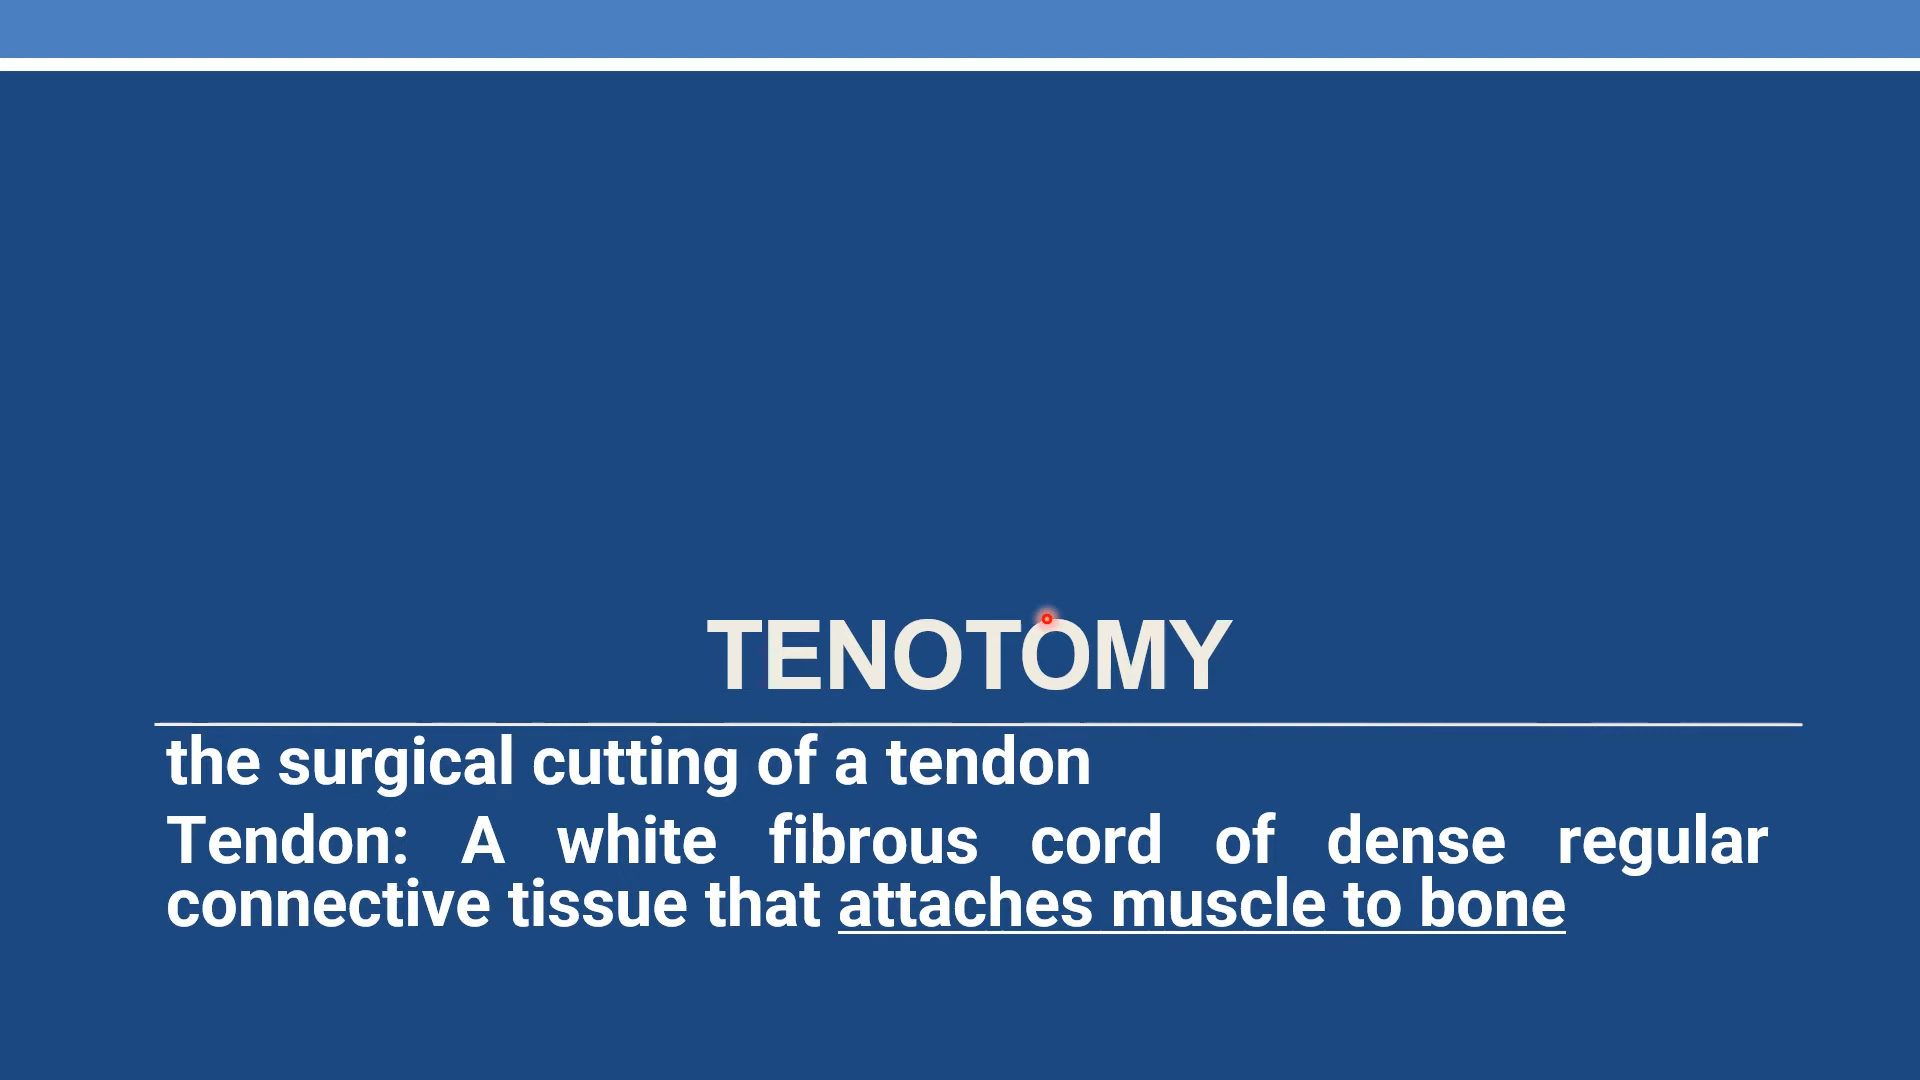 TENOTOMY
the surgical cutting of a tendon
Tendon: A white fibrous cord of dense regular
connective tissue that attaches muscle to bone